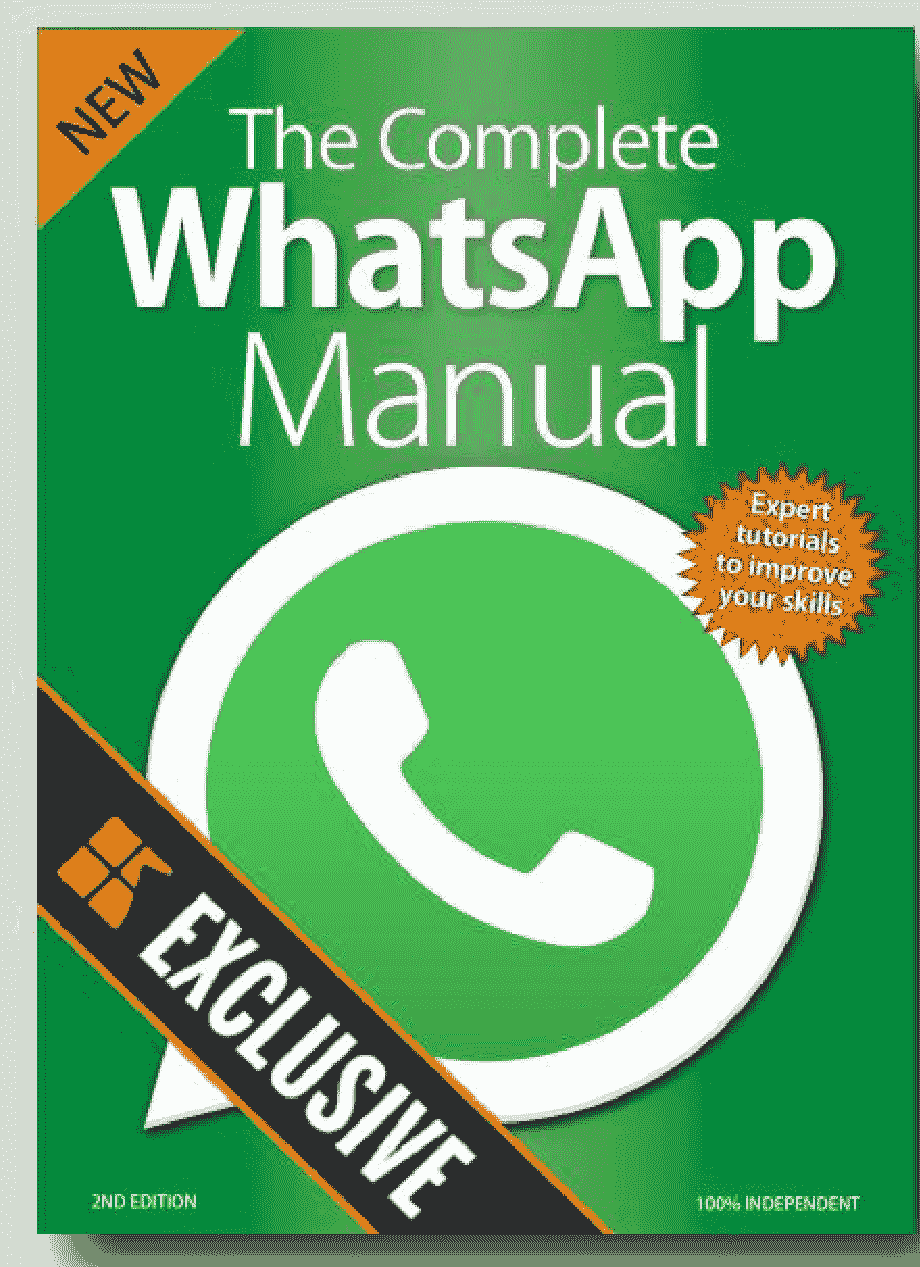 NEW
The Complete
WhatsApp
Manual
Expert
tutorials
to improve
your skills
EXCLUSIVE
2ND EDITION
100% INDEPENDENT